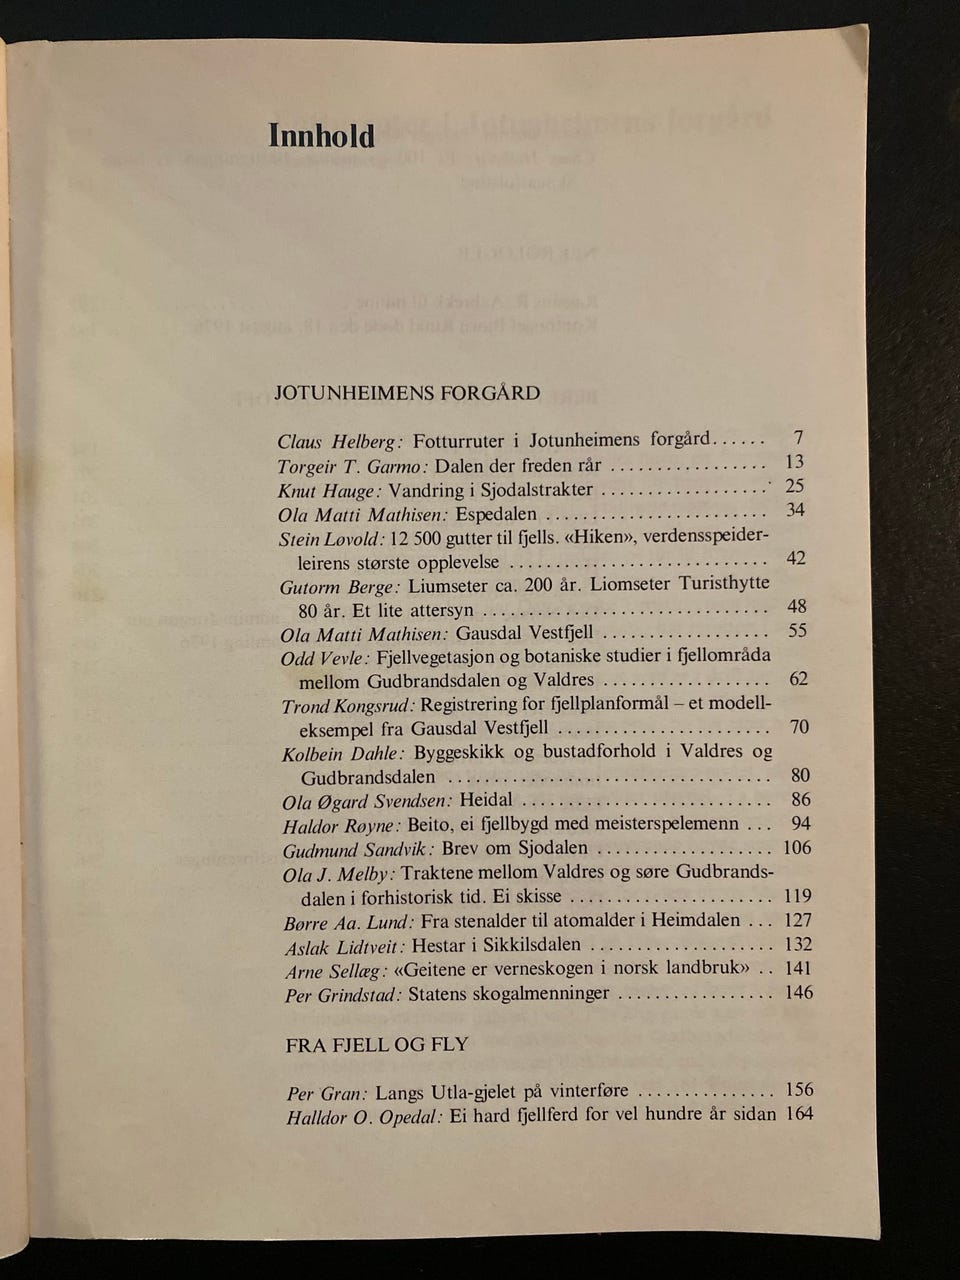 Innhold
JOTUNHEIMENS FORGÅRD
Claus Helberg: Fotturruter i Jotunheimens forgård...... 7
Torgeir T. Garmo: Dalen der freden rår ................. 13
Knut Hauge: Vandring i Sjodalstrakter .................. 25
Ola Matti Mathisen: Espedalen ........................ 34
Stein Løvold: 12 500 gutter til fjells. «Hiken», verdensspeider-
leirens største opplevelse ............................ 42
Gutorm Berge: Liumseter ca. 200 år. Liomseter Turisthytte
80 år. Et lite attersyn ............................... 48
Ola Matti Mathisen: Gausdal Vestfjell .................. 55
Odd Vevle: Fjellvegetasjon og botaniske studier i fjellområda
mellom Gudbrandsdalen og Valdres .................. 62
Trond Kongsrud: Registrering for fjellplanformål – et modell-
eksempel fra Gausdal Vestfjell ....................... 70
Kolbein Dahle: Byggeskikk og bustadforhold i Valdres og
Gudbrandsdalen ................................... 80
Ola Øgard Svendsen: Heidal ........................... 86
Haldor Røyne: Beito, ei fjellbygd med meisterspelemenn ... 94
Gudmund Sandvik: Brev om Sjodalen ................... 106
Ola J. Melby: Traktene mellom Valdres og søre Gudbrands-
dalen i forhistorisk tid. Ei skisse ...................... 119
Børre Aa. Lund: Fra stenalder til atomalder i Heimdalen ... 127
Aslak Lidtveit: Hestar i Sikkilsdalen .................... 132
Arne Sellæg: «Geitene er verneskogen i norsk landbruk» .. 141
Per Grindstad: Statens skogalmenninger ................. 146
FRA FJELL OG FLY
Per Gran: Langs Utla-gjelet på vinterføre ............... 156
Halldor O. Opedal: Ei hard fjellferd for vel hundre år sidan 164